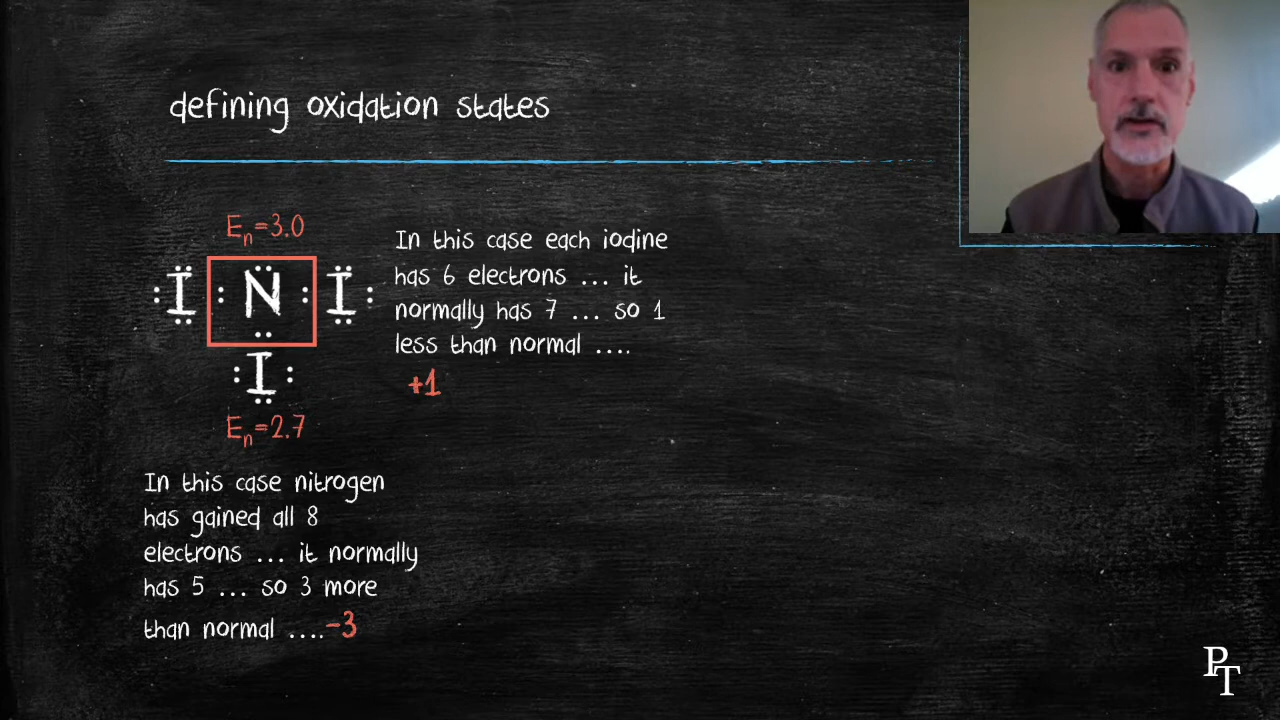 defining oxidation states
En=3.0
I N I
I
En=2.7
In this case each iodine
has 6 electrons ... it
normally has 7 ... so 1
less than normal ....
+1
In this case nitrogen
has gained all 8
electrons ... it normally
has 5 ... so 3 more
than normal ....-3
PT